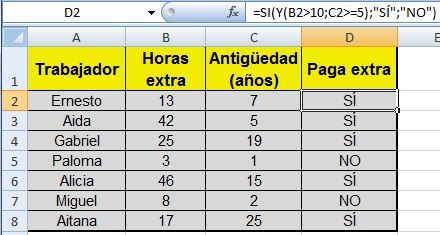 D2 =SI(Y(B2>10;C2>=5);"SÍ";"NO")
A B C D E
1 Trabajador Horas extra Antigüedad (años) Paga extra
2 Ernesto 13 7 SÍ
3 Aida 42 5 SÍ
4 Gabriel 25 19 SÍ
5 Paloma 3 1 NO
6 Alicia 46 15 SÍ
7 Miguel 8 2 NO
8 Aitana 17 25 SÍ